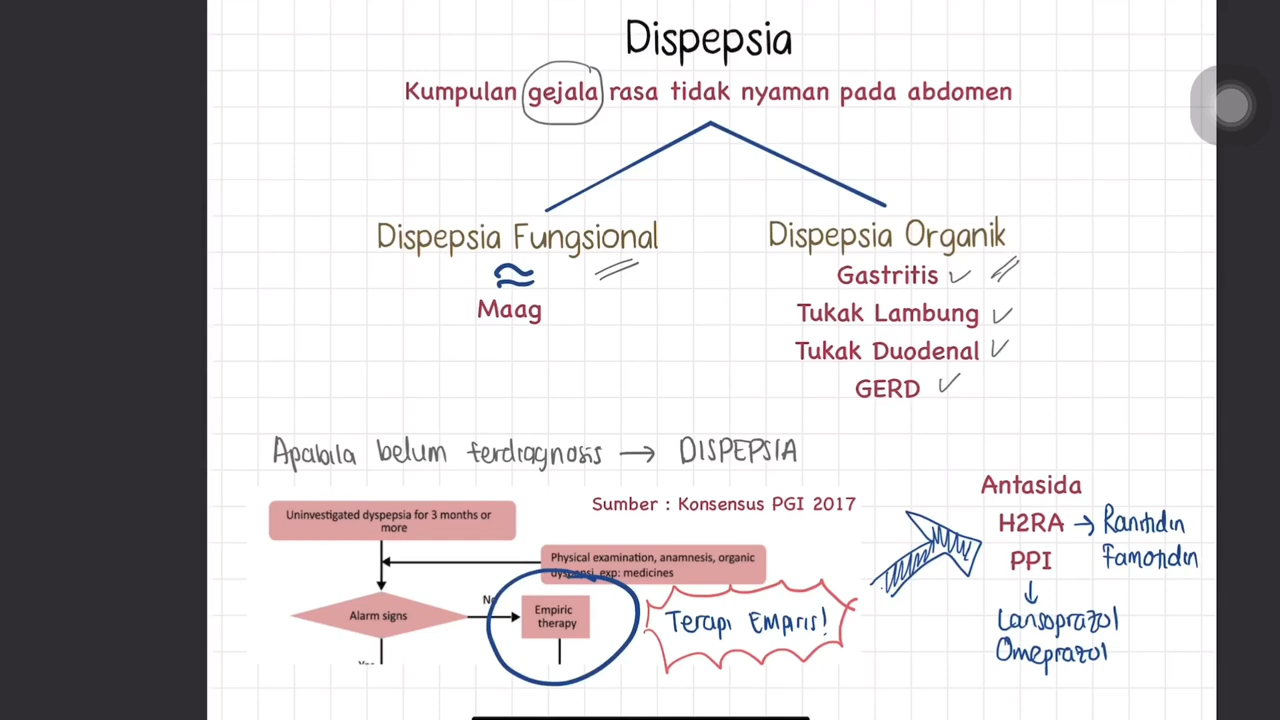 Dispepsia
Kumpulan gejala rasa tidak nyaman pada abdomen
Dispepsia Fungsional
≈
Maag
Dispepsia Organik
Gastritis
Tukak Lambung
Tukak Duodenal
GERD
Apabila belum terdiagnosis → DISPEPSIA
Sumber : Konsensus PGI 2017
Uninvestigated dyspepsia for 3 months or
more
Physical examination, anamnesis, organic
dyspepsi, exp: medicines
Alarm signs
No
Empiric
therapy
Terapi Empiris!
Antasida
H2RA → Ranitidin
Famotidin
PPI
↓
Lansoprazol
Omeprazol